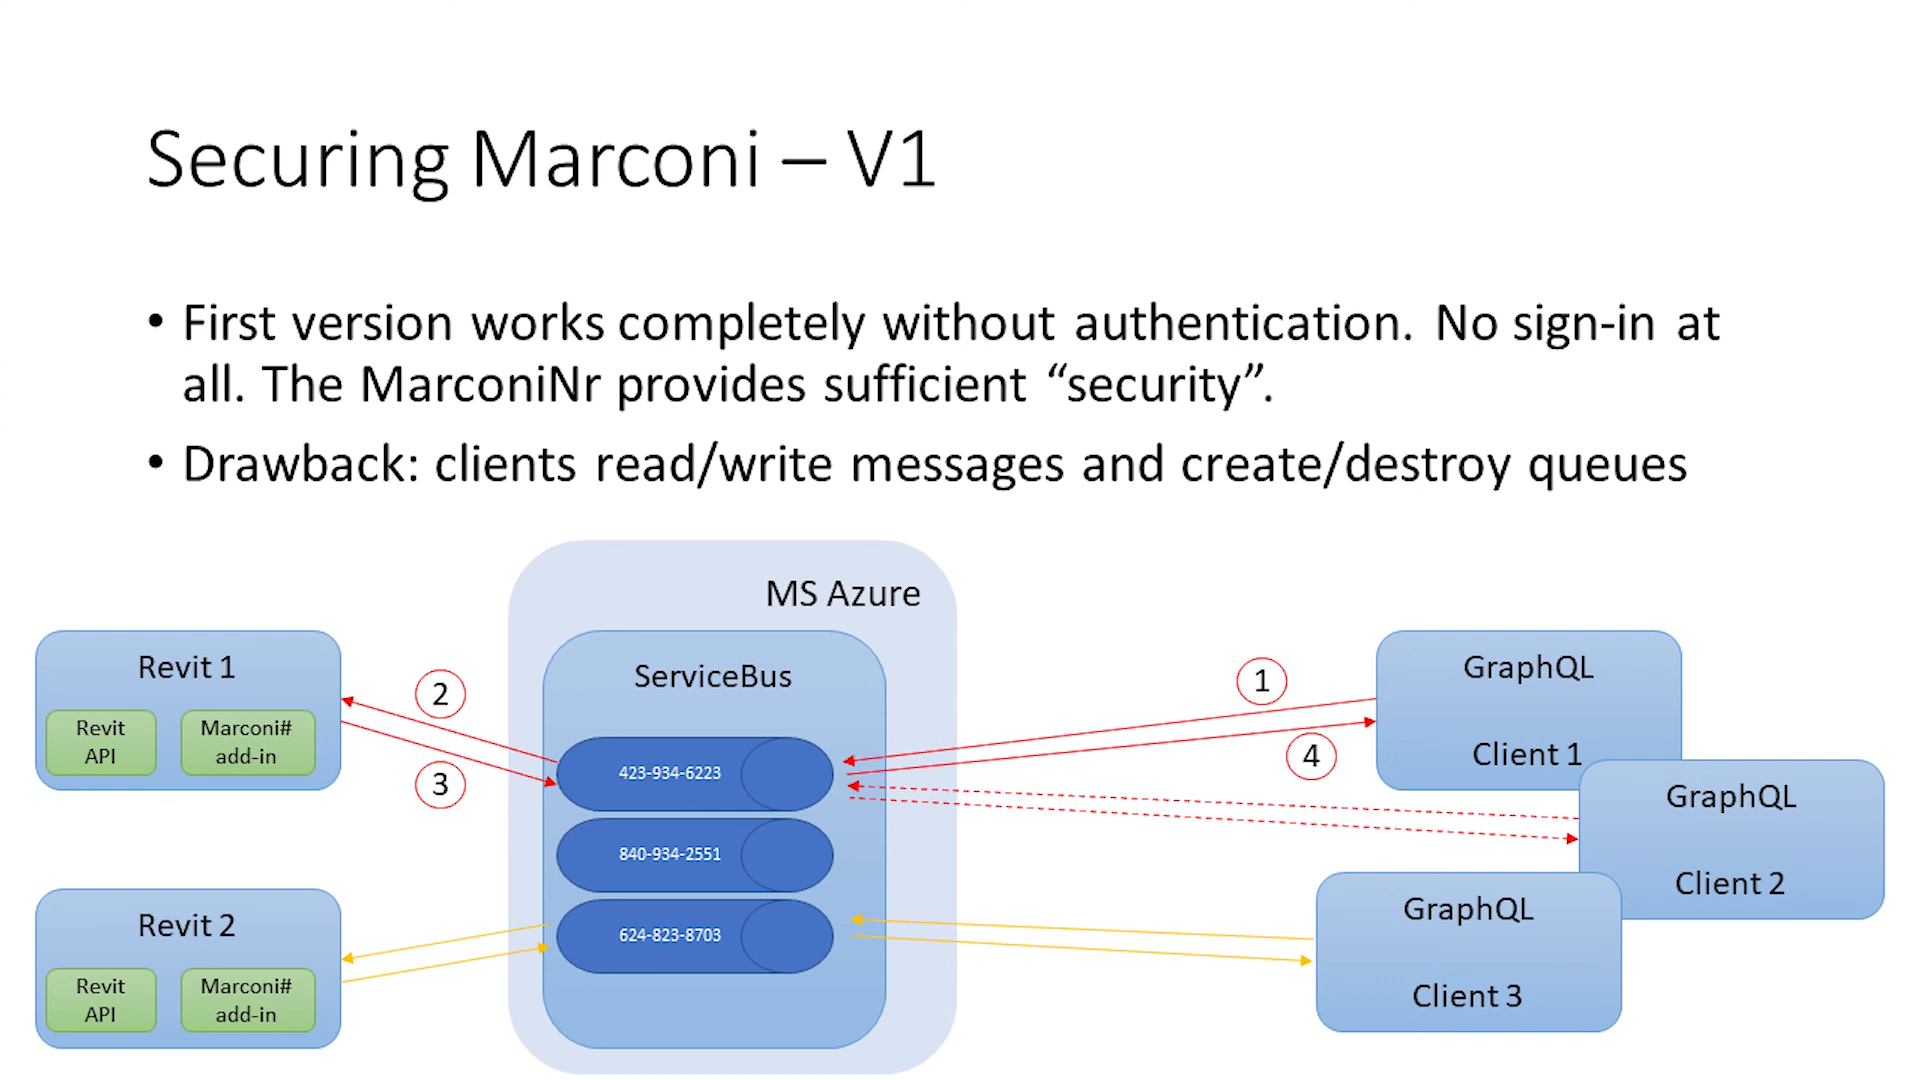 Securing Marconi – V1
• First version works completely without authentication. No sign-in at
all. The MarconiNr provides sufficient “security”.
• Drawback: clients read/write messages and create/destroy queues
MS Azure
ServiceBus
423-934-6223
840-934-2551
624-823-8703
Revit 1
Revit
API
Marconi#
add-in
Revit 2
Revit
API
Marconi#
add-in
2
3
1
4
GraphQL
Client 1
GraphQL
Client 2
GraphQL
Client 3